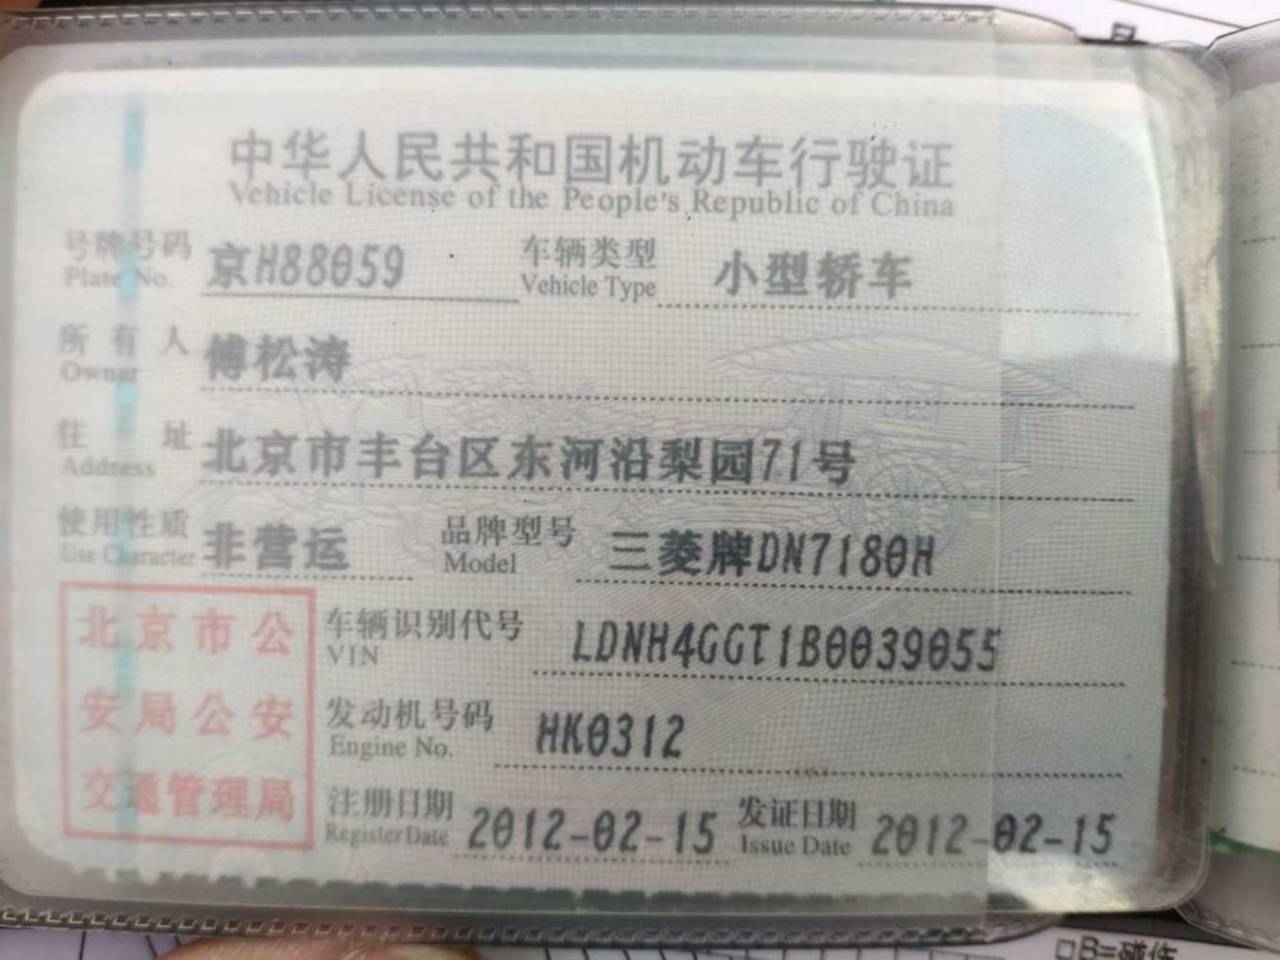 中华人民共和国机动车行驶证
Vehicle License of the People's Republic of China
号牌号码 京H88059 车辆类型 小型轿车
Plate No. Vehicle Type
所有人 傅松涛
Owner
住址 北京市丰台区东河沿梨园71号
Address
使用性质 非营运 品牌型号 三菱牌DN7180H
Use Character Model
北京市公
安局公安
交通管理局
车辆识别代号 LDNH4GGT1B0039055
VIN
发动机号码 HK0312
Engine No.
注册日期 2012-02-15 发证日期 2012-02-15
Register Date Issue Date
□B=碰伤